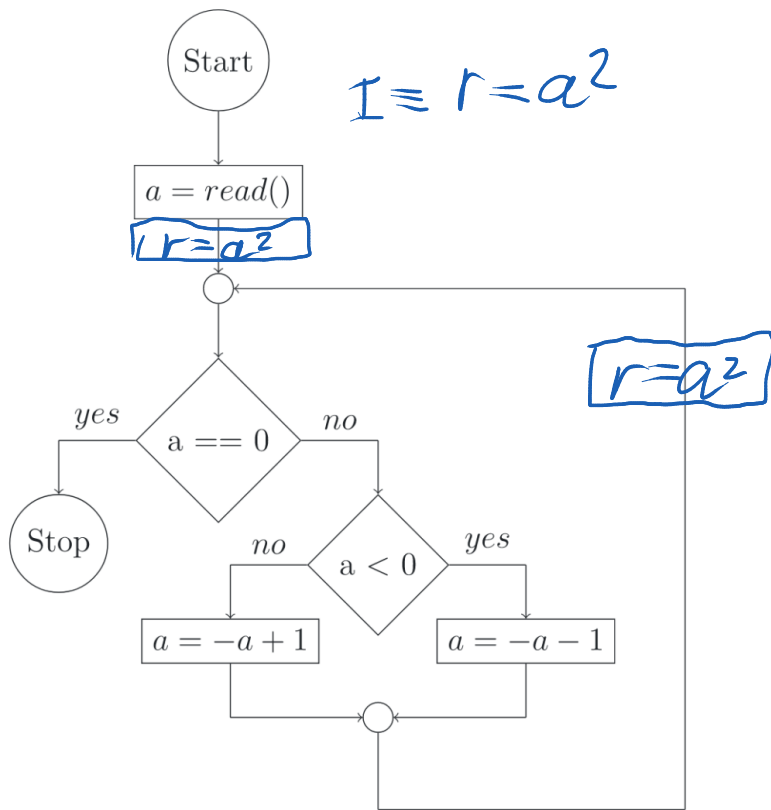 Start
I ≡ r = a²
a = read()
r = a²
r = a²
yes
a == 0
no
Stop
no
a < 0
yes
a = −a + 1
a = −a − 1